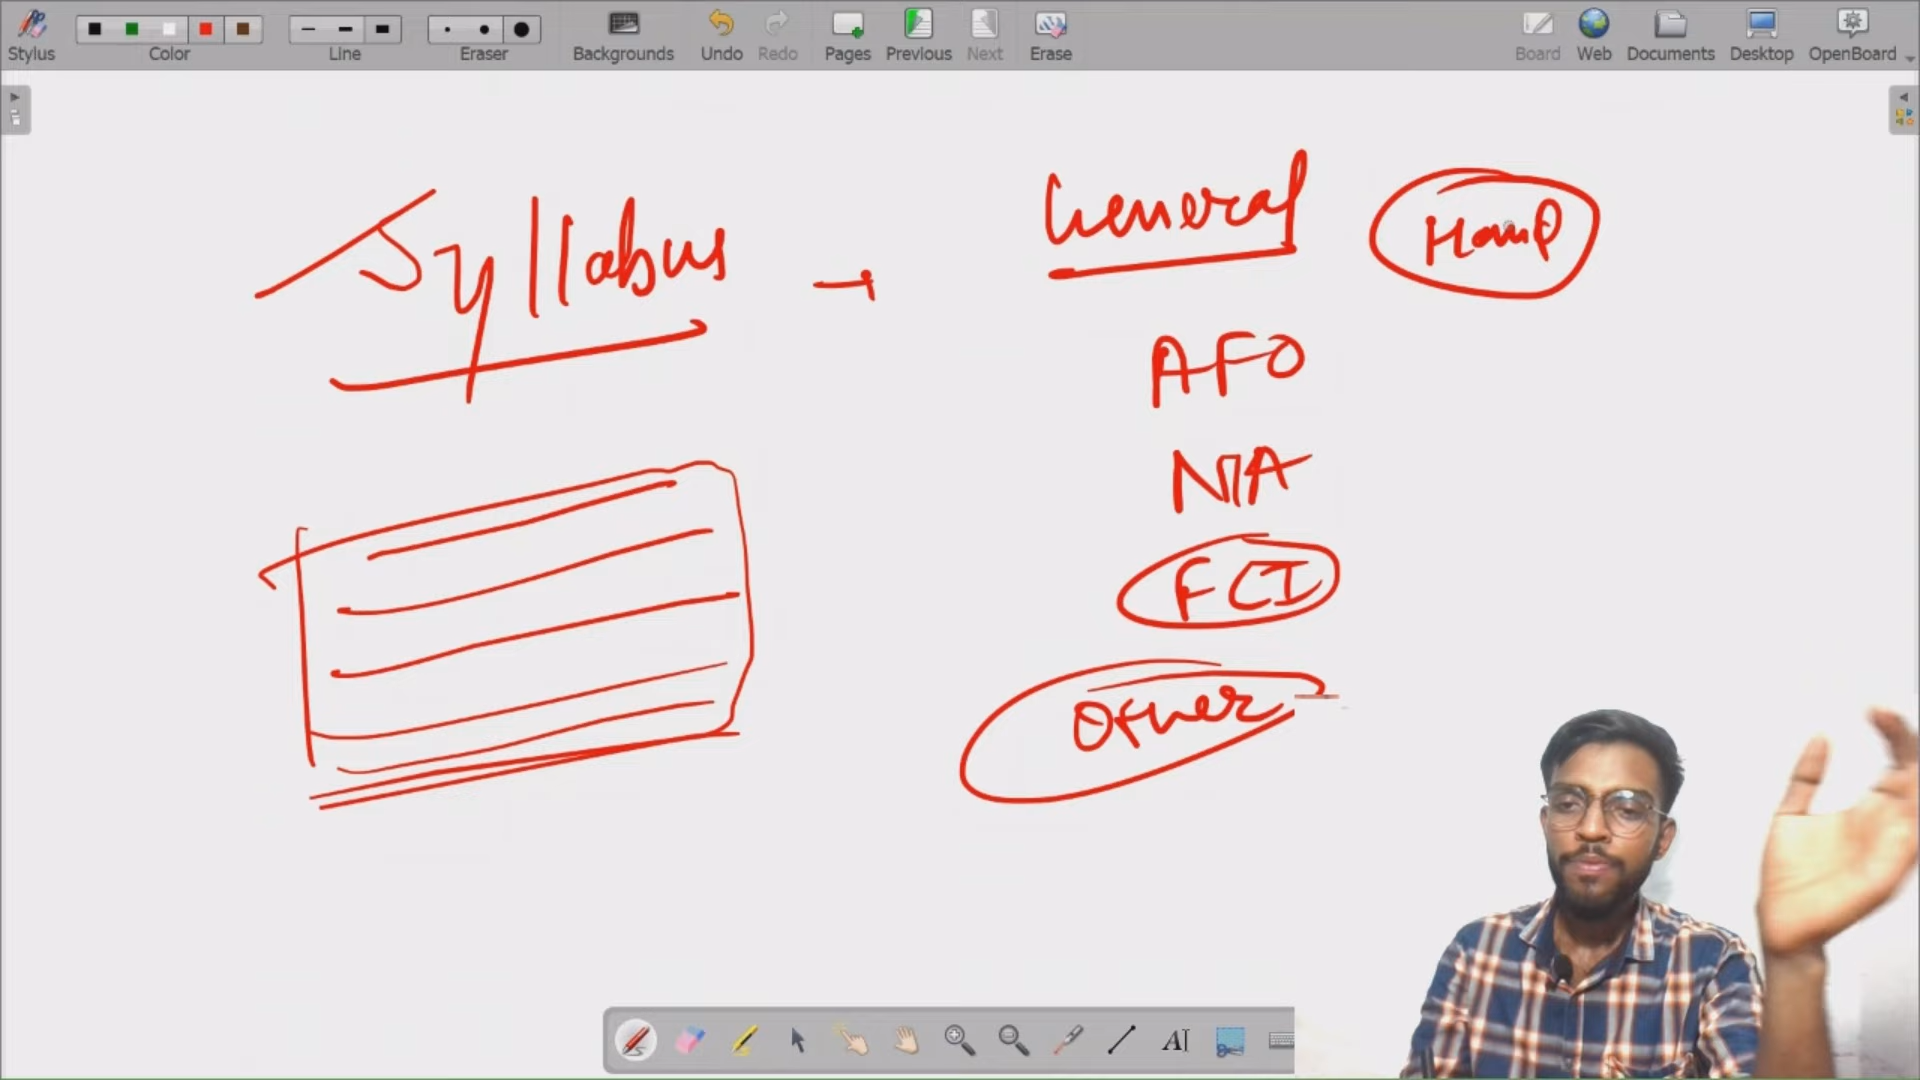 Stylus
Color
Line
Eraser
Backgrounds
Undo
Redo
Pages
Previous
Next
Erase
Board
Web
Documents
Desktop
OpenBoard
Syllabus
General
AFO
NIA
FCI
Other
AI